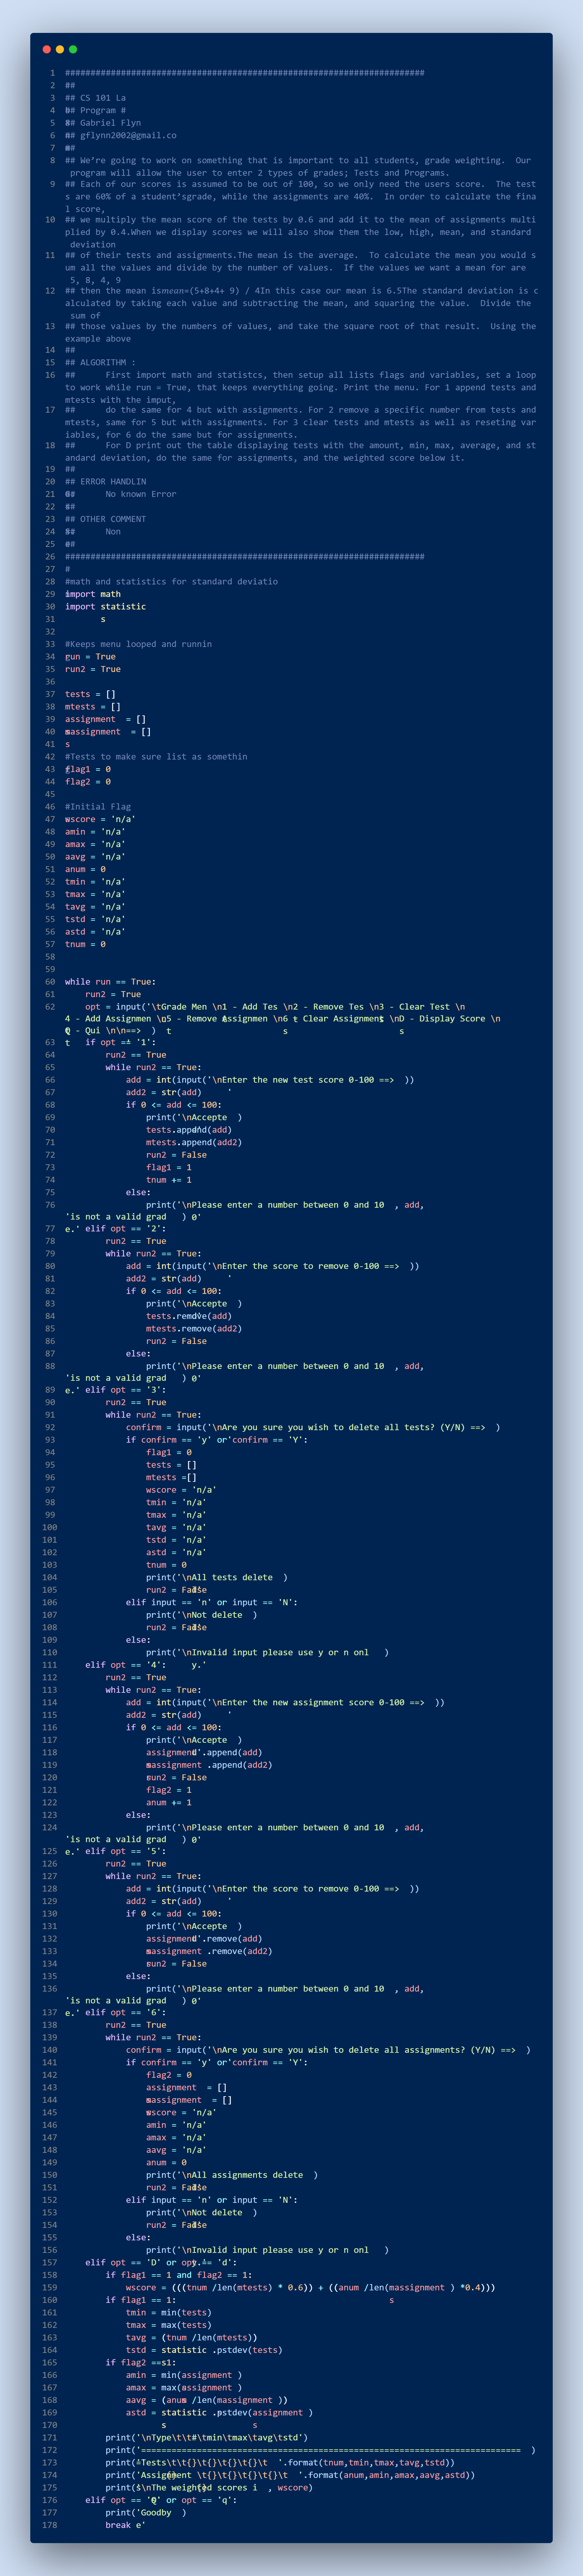 1 #######################################################################
2 ##
3 ## CS 101 La
4 ## Program #
5 ## Gabriel Flyn
6 ## gflynn2002@gmail.co
7 ##
8 ## We're going to work on something that is important to all students, grade weighting.  Our
program will allow the user to enter 2 types of grades; Tests and Programs.
9 ## Each of our scores is assumed to be out of 100, so we only need the users score.  The test
s are 60% of a student'sgrade, while the assignments are 40%.  In order to calculate the fina
l score,
10 ## we multiply the mean score of the tests by 0.6 and add it to the mean of assignments multi
plied by 0.4.When we display scores we will also show them the low, high, mean, and standard
deviation
11 ## of their tests and assignments.The mean is the average.  To calculate the mean you would s
um all the values and divide by the number of values.  If the values we want a mean for are
5, 8, 4, 9
12 ## then the mean is𝑚𝑒𝑎𝑛=(5+8+4+ 9) / 4In this case our mean is 6.5The standard deviation is c
alculated by taking each value and subtracting the mean, and squaring the value.  Divide the
sum of
13 ## those values by the numbers of values, and take the square root of that result.  Using the
example above
14 ##
15 ## ALGORITHM :
16 ##      First import math and statistcs, then setup all lists flags and variables, set a loop
to work while run = True, that keeps everything going. Print the menu. For 1 append tests and
mtests with the imput,
17 ##      do the same for 4 but with assignments. For 2 remove a specific number from tests and
mtests, same for 5 but with assignments. For 3 clear tests and mtests as well as reseting var
iables, for 6 do the same but for assignments.
18 ##      For D print out the table displaying tests with the amount, min, max, average, and st
andard deviation, do the same for assignments, and the weighted score below it.
19 ##
20 ## ERROR HANDLIN
21 ##      No known Error
22 ##
23 ## OTHER COMMENT
24 ##      Non
25 ##
26 #######################################################################
27 #
28 #math and statistics for standard deviatio
29 import math
30 import statistic
31 s
32
33 #Keeps menu looped and runnin
34 run = True
35 run2 = True
36
37 tests = []
38 mtests = []
39 assignment  = []
40 massignment  = []
41 s
42 #Tests to make sure list as somethin
43 flag1 = 0
44 flag2 = 0
45
46 #Initial Flag
47 wscore = 'n/a'
48 amin = 'n/a'
49 amax = 'n/a'
50 aavg = 'n/a'
51 anum = 0
52 tmin = 'n/a'
53 tmax = 'n/a'
54 tavg = 'n/a'
55 tstd = 'n/a'
56 astd = 'n/a'
57 tnum = 0
58
59
60 while run == True:
61     run2 = True
62     opt = input('\tGrade Men \n1 - Add Tes \n2 - Remove Tes \n3 - Clear Test \n
4 - Add Assignmen \n5 - Remove Assignmen \n6 - Clear Assignment \nD - Display Score \n
Q - Qui \n\n==>  )
63     if opt == '1':
64         run2 == True
65         while run2 == True:
66             add = int(input('\nEnter the new test score 0-100 ==>  ))
67             add2 = str(add)
68             if 0 <= add <= 100:
69                 print('\nAccepte  )
70                 tests.append(add)
71                 mtests.append(add2)
72                 run2 = False
73                 flag1 = 1
74                 tnum += 1
75             else:
76                 print('\nPlease enter a number between 0 and 10  , add,
'is not a valid grad   ) 0'
77 e.' elif opt == '2':
78         run2 == True
79         while run2 == True:
80             add = int(input('\nEnter the score to remove 0-100 ==>  ))
81             add2 = str(add)
82             if 0 <= add <= 100:
83                 print('\nAccepte  )
84                 tests.remove(add)
85                 mtests.remove(add2)
86                 run2 = False
87             else:
88                 print('\nPlease enter a number between 0 and 10  , add,
'is not a valid grad   ) 0'
89 e.' elif opt == '3':
90         run2 == True
91         while run2 == True:
92             confirm = input('\nAre you sure you wish to delete all tests? (Y/N) ==>  )
93             if confirm == 'y' or confirm == 'Y':
94                 flag1 = 0
95                 tests = []
96                 mtests =[]
97                 wscore = 'n/a'
98                 tmin = 'n/a'
99                 tmax = 'n/a'
100                 tavg = 'n/a'
101                 tstd = 'n/a'
102                 astd = 'n/a'
103                 tnum = 0
104                 print('\nAll tests delete  )
105                 run2 = False
106             elif input == 'n' or input == 'N':
107                 print('\nNot delete  )
108                 run2 = False
109             else:
110                 print('\nInvalid input please use y or n onl   )
111     elif opt == '4':     y.'
112         run2 == True
113         while run2 == True:
114             add = int(input('\nEnter the new assignment score 0-100 ==>  ))
115             add2 = str(add)
116             if 0 <= add <= 100:
117                 print('\nAccepte  )
118                 assignment .append(add)
119                 massignment .append(add2)
120                 run2 = False
121                 flag2 = 1
122                 anum += 1
123             else:
124                 print('\nPlease enter a number between 0 and 10  , add,
'is not a valid grad   ) 0'
125 e.' elif opt == '5':
126         run2 == True
127         while run2 == True:
128             add = int(input('\nEnter the score to remove 0-100 ==>  ))
129             add2 = str(add)
130             if 0 <= add <= 100:
131                 print('\nAccepte  )
132                 assignment .remove(add)
133                 massignment .remove(add2)
134                 run2 = False
135             else:
136                 print('\nPlease enter a number between 0 and 10  , add,
'is not a valid grad   ) 0'
137 e.' elif opt == '6':
138         run2 == True
139         while run2 == True:
140             confirm = input('\nAre you sure you wish to delete all assignments? (Y/N) ==>  )
141             if confirm == 'y' or confirm == 'Y':
142                 flag2 = 0
143                 assignment  = []
144                 massignment  = []
145                 wscore = 'n/a'
146                 amin = 'n/a'
147                 amax = 'n/a'
148                 aavg = 'n/a'
149                 anum = 0
150                 print('\nAll assignments delete  )
151                 run2 = False
152             elif input == 'n' or input == 'N':
153                 print('\nNot delete  )
154                 run2 = False
155             else:
156                 print('\nInvalid input please use y or n onl   )
157     elif opt == 'D' or opt == 'd':
158         if flag1 == 1 and flag2 == 1:
159             wscore = (((tnum /len(mtests) * 0.6)) + ((anum /len(massignment ) *0.4)))
160         if flag1 == 1:
161             tmin = min(tests)
162             tmax = max(tests)
163             tavg = (tnum /len(mtests))
164             tstd = statistic .pstdev(tests)
165         if flag2 == 1:
166             amin = min(assignment )
167             amax = max(assignment )
168             aavg = (anum /len(massignment ))
169             astd = statistic .pstdev(assignment )
170 s s
171         print('\nType\t\t#\tmin\tmax\tavg\tstd')
172         print('===========================================================================  )
173         print('Tests\t\t{}\t{}\t{}\t{}\t  '.format(tnum,tmin,tmax,tavg,tstd))
174         print('Assignment \t{}\t{}\t{}\t{}\t  '.format(anum,amin,amax,aavg,astd))
175         print('\nThe weighted scores i  , wscore)
176     elif opt == 'Q' or opt == 'q':
177         print('Goodby  )
178         break e'